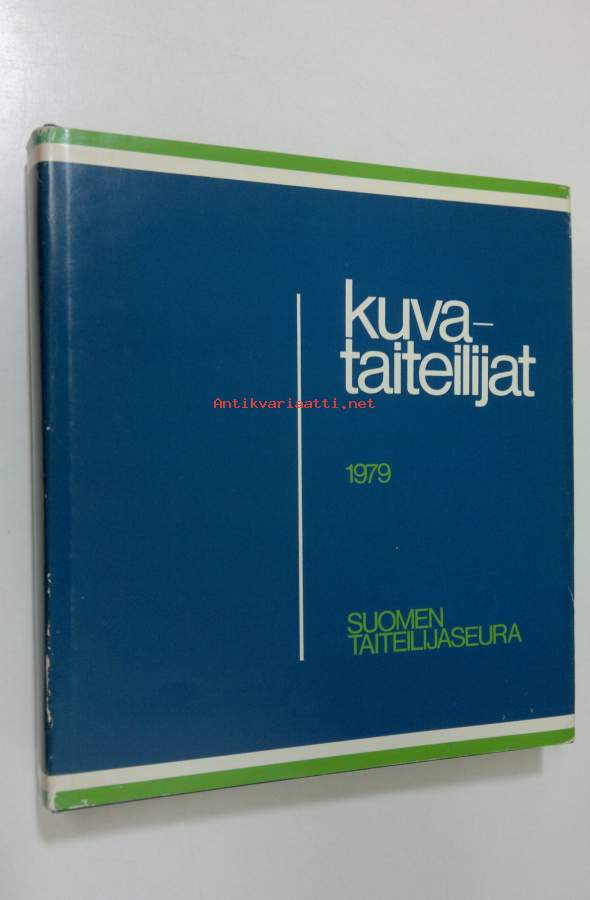 kuva-
taiteilijat
Antikvariaatti.net
1979
SUOMEN
TAITEILIJASEURA